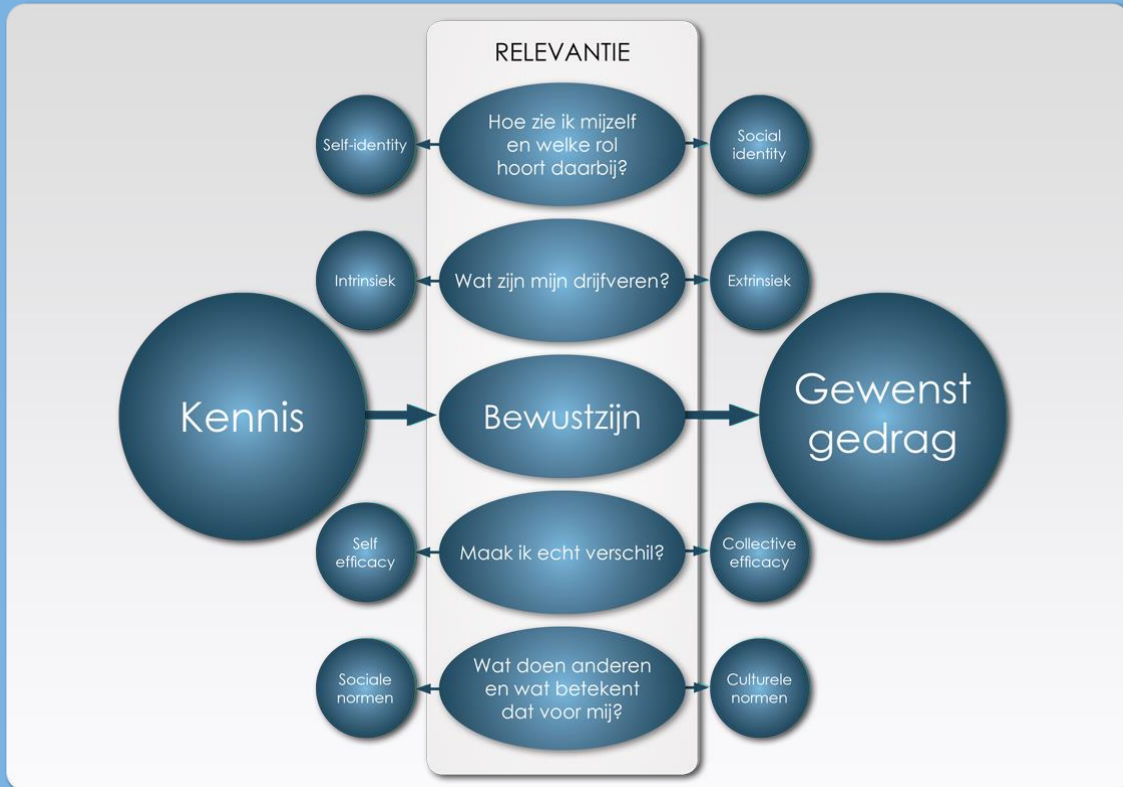 RELEVANTIE
Self-identity
Hoe zie ik mijzelf
en welke rol
hoort daarbij?
Social
identity
Intrinsiek
Wat zijn mijn drijfveren?
Extrinsiek
Kennis
Bewustzijn
Gewenst
gedrag
Self
efficacy
Maak ik echt verschil?
Collective
efficacy
Sociale
normen
Wat doen anderen
en wat betekent
dat voor mij?
Culturele
normen